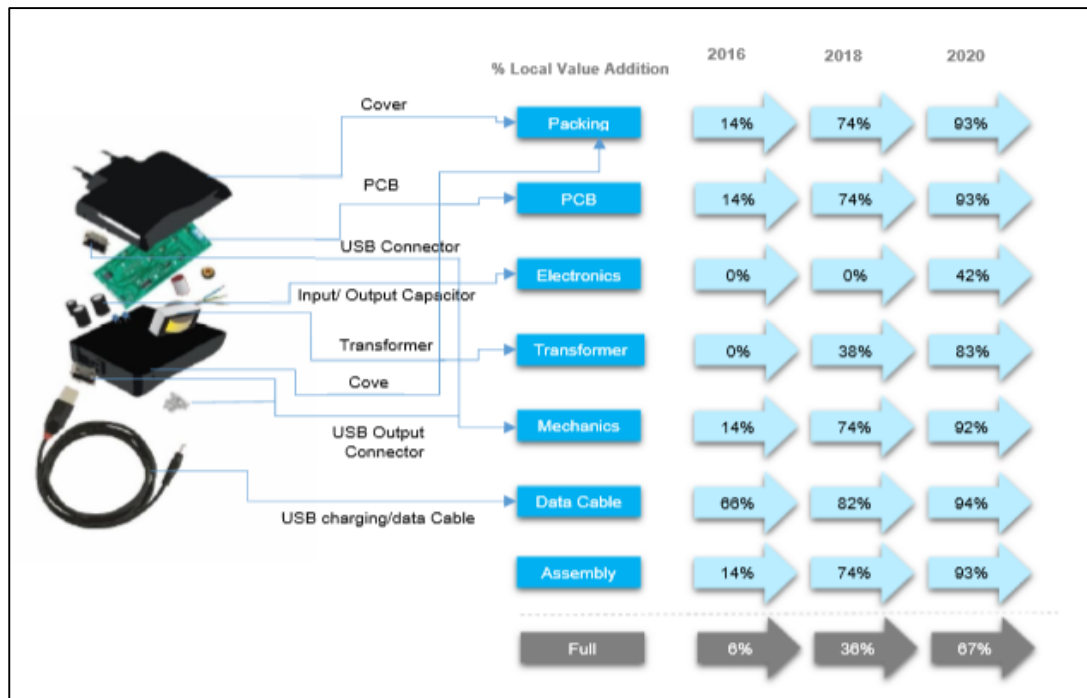 % Local Value Addition 2016 2018 2020
Cover
Packing 14% 74% 93%
PCB
PCB 14% 74% 93%
USB Connector
Electronics 0% 0% 42%
Input/ Output Capacitor
Transformer
Transformer 0% 38% 83%
Cove
Mechanics 14% 74% 92%
USB Output
Connector
Data Cable 66% 82% 94%
USB charging/data Cable
Assembly 14% 74% 93%
Full 6% 36% 67%